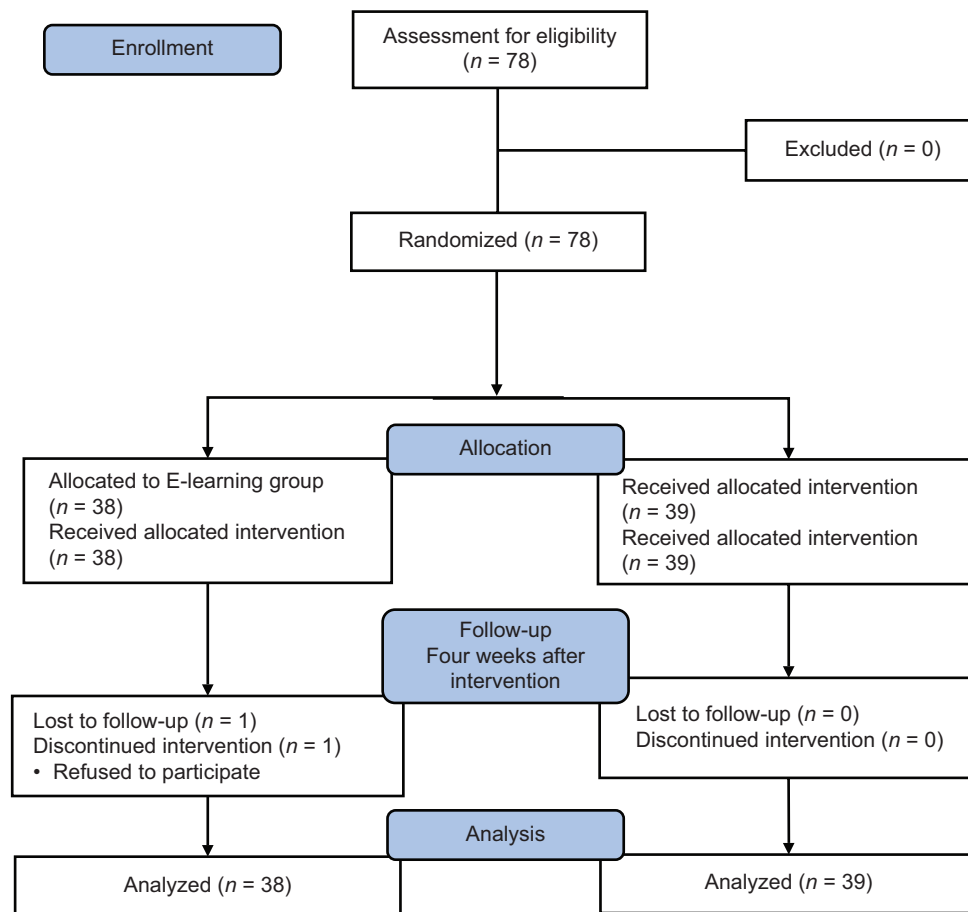 Enrollment
Assessment for eligibility
(n = 78)
Excluded (n = 0)
Randomized (n = 78)
Allocation
Allocated to E-learning group
(n = 38)
Received allocated intervention
(n = 38)
Received allocated intervention
(n = 39)
Received allocated intervention
(n = 39)
Follow-up
Four weeks after
intervention
Lost to follow-up (n = 1)
Discontinued intervention (n = 1)
• Refused to participate
Lost to follow-up (n = 0)
Discontinued intervention (n = 0)
Analysis
Analyzed (n = 38)
Analyzed (n = 39)